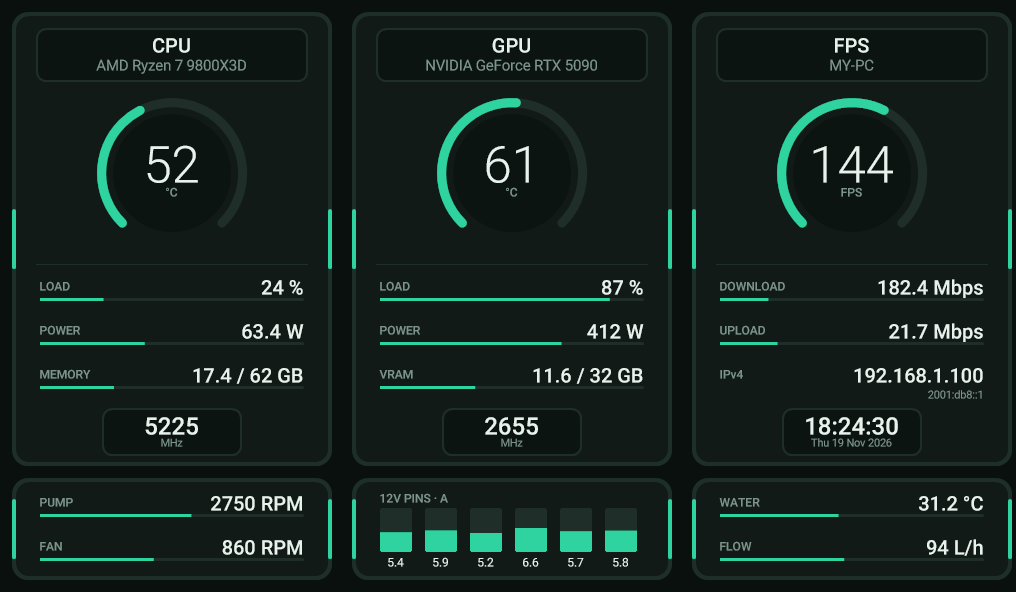 CPU
AMD Ryzen 7 9800X3D
52
°C
LOAD 24 %
POWER 63.4 W
MEMORY 17.4 / 62 GB
5225
MHz
GPU
NVIDIA GeForce RTX 5090
61
°C
LOAD 87 %
POWER 412 W
VRAM 11.6 / 32 GB
2655
MHz
FPS
MY-PC
144
FPS
DOWNLOAD 182.4 Mbps
UPLOAD 21.7 Mbps
IPv4 192.168.1.100
2001:db8::1
18:24:30
Thu 19 Nov 2026
PUMP 2750 RPM
FAN 860 RPM
12V PINS · A
5.4 5.9 5.2 6.6 5.7 5.8
WATER 31.2 °C
FLOW 94 L/h